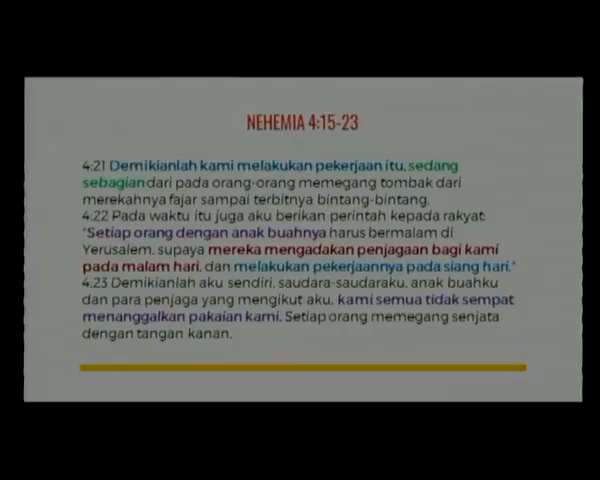 NEHEMIA 4:15-23
4:21 Demikianlah kami melakukan pekerjaan itu, sedang
sebagian dari pada orang-orang memegang tombak dari
merekahnya fajar sampai terbitnya bintang-bintang.
4:22 Pada waktu itu juga aku berikan perintah kepada rakyat:
"Setiap orang dengan anak buahnya harus bermalam di
Yerusalem, supaya mereka mengadakan penjagaan bagi kami
pada malam hari, dan melakukan pekerjaannya pada siang hari."
4:23 Demikianlah aku sendiri, saudara-saudaraku, anak buahku
dan para penjaga yang mengikut aku, kami semua tidak sempat
menanggalkan pakaian kami. Setiap orang memegang senjata
dengan tangan kanan.